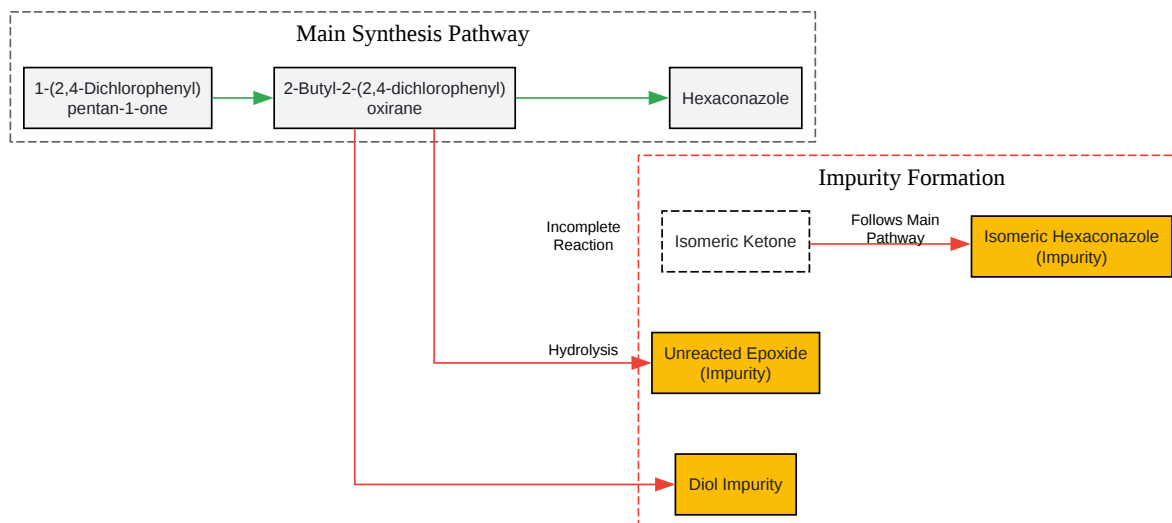 Main Synthesis Pathway
1-(2,4-Dichlorophenyl)
pentan-1-one
2-Butyl-2-(2,4-dichlorophenyl)
oxirane
Hexaconazole
Impurity Formation
Incomplete
Reaction
Isomeric Ketone
Follows Main
Pathway
Isomeric Hexaconazole
(Impurity)
Hydrolysis
Unreacted Epoxide
(Impurity)
Diol Impurity